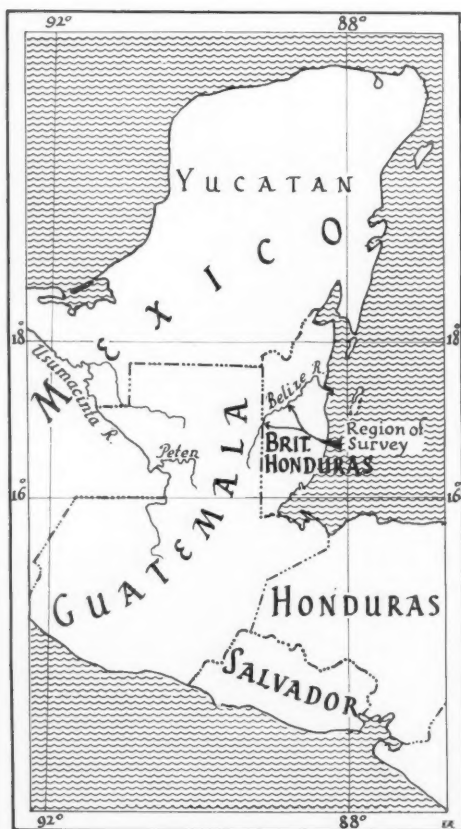 92°
88°
YUCATAN
MEXICO
18°
18°
Usumacinta R.
Belize R.
Region of
Survey
BRIT.
HONDURAS
Peten
16°
16°
GUATEMALA
HONDURAS
SALVADOR
92°
88°
ER